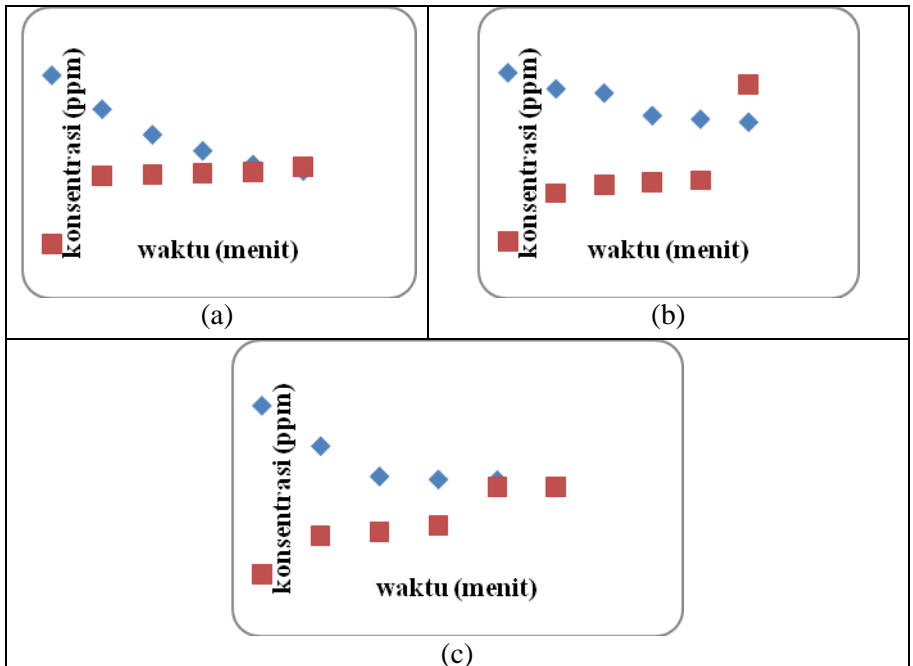 konsentrasi (ppm)
waktu (menit)
(a)
konsentrasi (ppm)
waktu (menit)
(b)
konsentrasi (ppm)
waktu (menit)
(c)